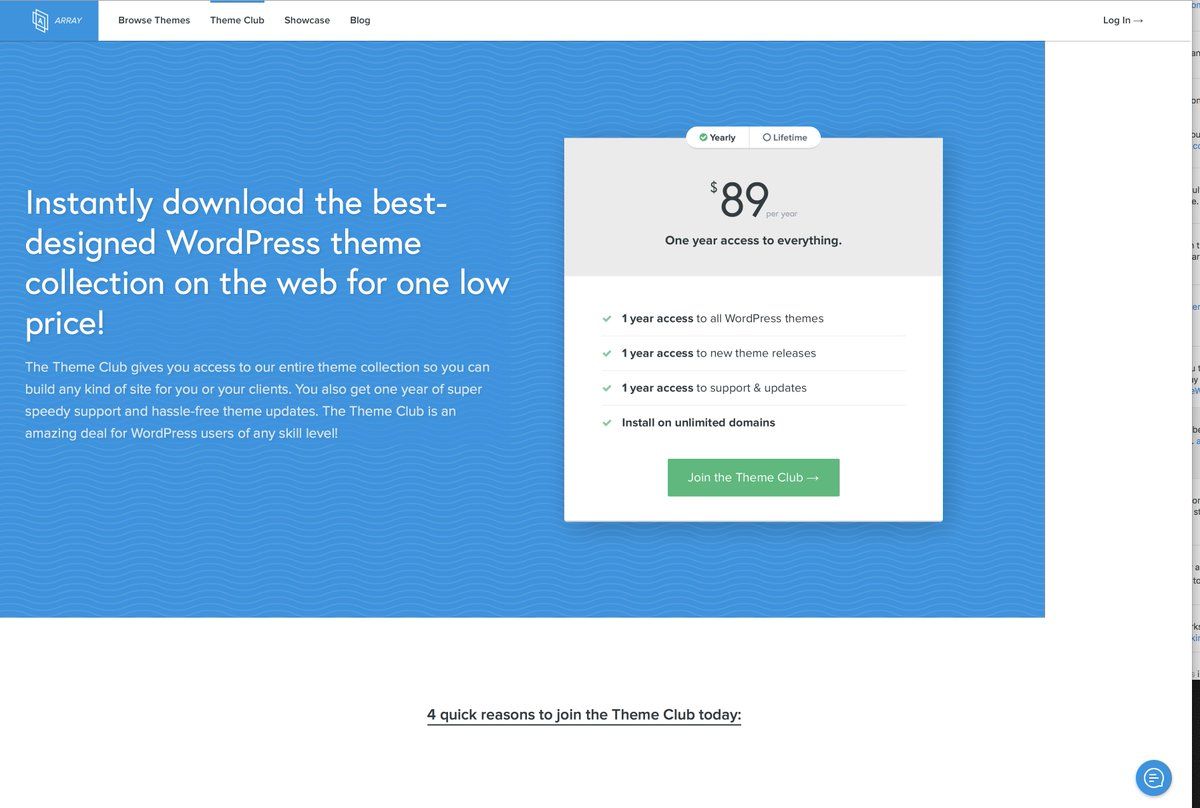 ARRAY
Browse Themes
Theme Club
Showcase
Blog
Log In →
Instantly download the best-
designed WordPress theme
collection on the web for one low
price!
The Theme Club gives you access to our entire theme collection so you can
build any kind of site for you or your clients. You also get one year of super
speedy support and hassle-free theme updates. The Theme Club is an
amazing deal for WordPress users of any skill level!
Yearly
Lifetime
$89 per year
One year access to everything.
1 year access to all WordPress themes
1 year access to new theme releases
1 year access to support & updates
Install on unlimited domains
Join the Theme Club →
4 quick reasons to join the Theme Club today: